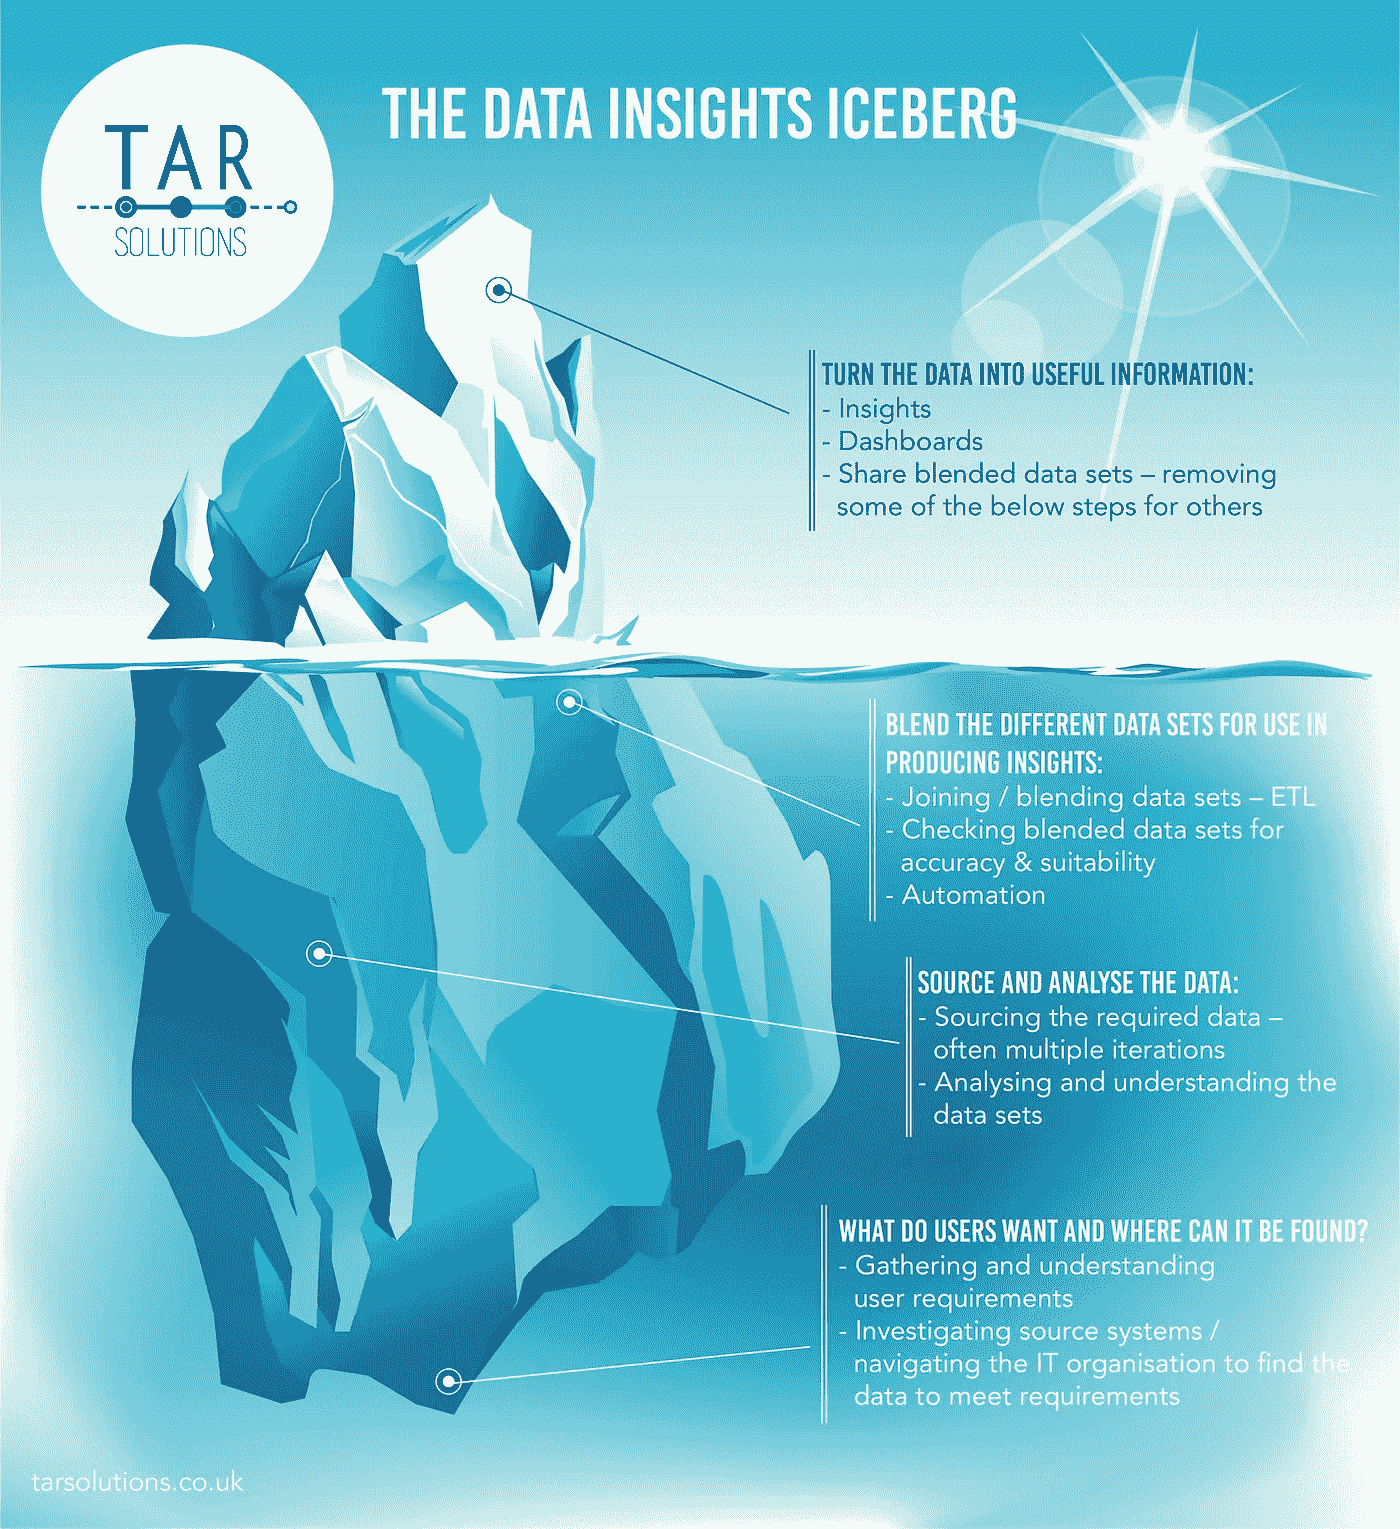 TAR
SOLUTIONS
THE DATA INSIGHTS ICEBERG
TURN THE DATA INTO USEFUL INFORMATION:
- Insights
- Dashboards
- Share blended data sets – removing
some of the below steps for others
BLEND THE DIFFERENT DATA SETS FOR USE IN
PRODUCING INSIGHTS:
- Joining / blending data sets – ETL
- Checking blended data sets for
accuracy & suitability
- Automation
SOURCE AND ANALYSE THE DATA:
- Sourcing the required data –
often multiple iterations
- Analysing and understanding the
data sets
WHAT DO USERS WANT AND WHERE CAN IT BE FOUND?
- Gathering and understanding
user requirements
- Investigating source systems /
navigating the IT organisation to find the
data to meet requirements
tarsolutions.co.uk